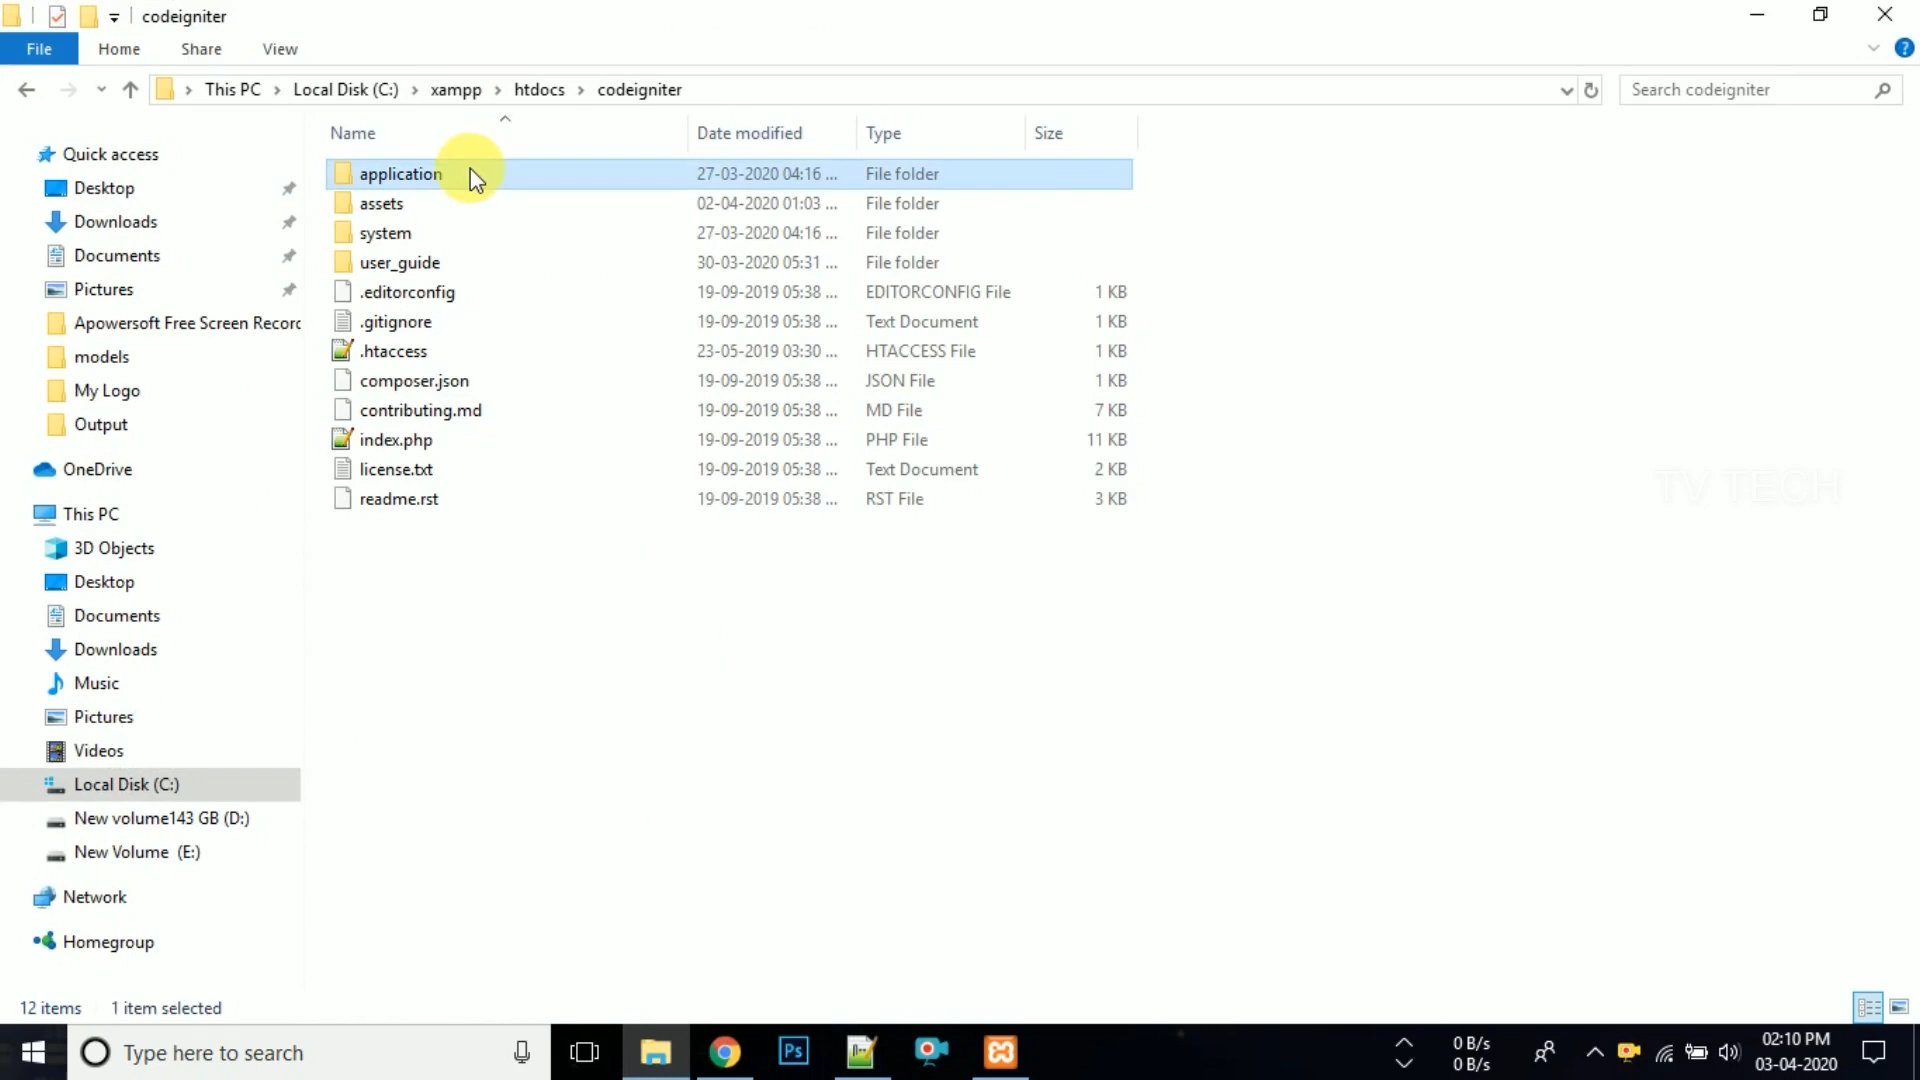 codeigniter
File Home Share View
This PC Local Disk (C:) xampp htdocs codeigniter
Search codeigniter
Name Date modified Type Size
application 27-03-2020 04:16 ... File folder
assets 02-04-2020 01:03 ... File folder
system 27-03-2020 04:16 ... File folder
user_guide 30-03-2020 05:31 ... File folder
.editorconfig 19-09-2019 05:38 ... EDITORCONFIG File 1 KB
.gitignore 19-09-2019 05:38 ... Text Document 1 KB
.htaccess 23-05-2019 03:30 ... HTACCESS File 1 KB
composer.json 19-09-2019 05:38 ... JSON File 1 KB
contributing.md 19-09-2019 05:38 ... MD File 7 KB
index.php 19-09-2019 05:38 ... PHP File 11 KB
license.txt 19-09-2019 05:38 ... Text Document 2 KB
readme.rst 19-09-2019 05:38 ... RST File 3 KB
Quick access
Desktop
Downloads
Documents
Pictures
Apowersoft Free Screen Recorc
models
My Logo
Output
OneDrive
This PC
3D Objects
Desktop
Documents
Downloads
Music
Pictures
Videos
Local Disk (C:)
New volume143 GB (D:)
New Volume (E:)
Network
Homegroup
TV TECH
12 items 1 item selected
Type here to search
Ps
0 B/s
0 B/s
02:10 PM
03-04-2020